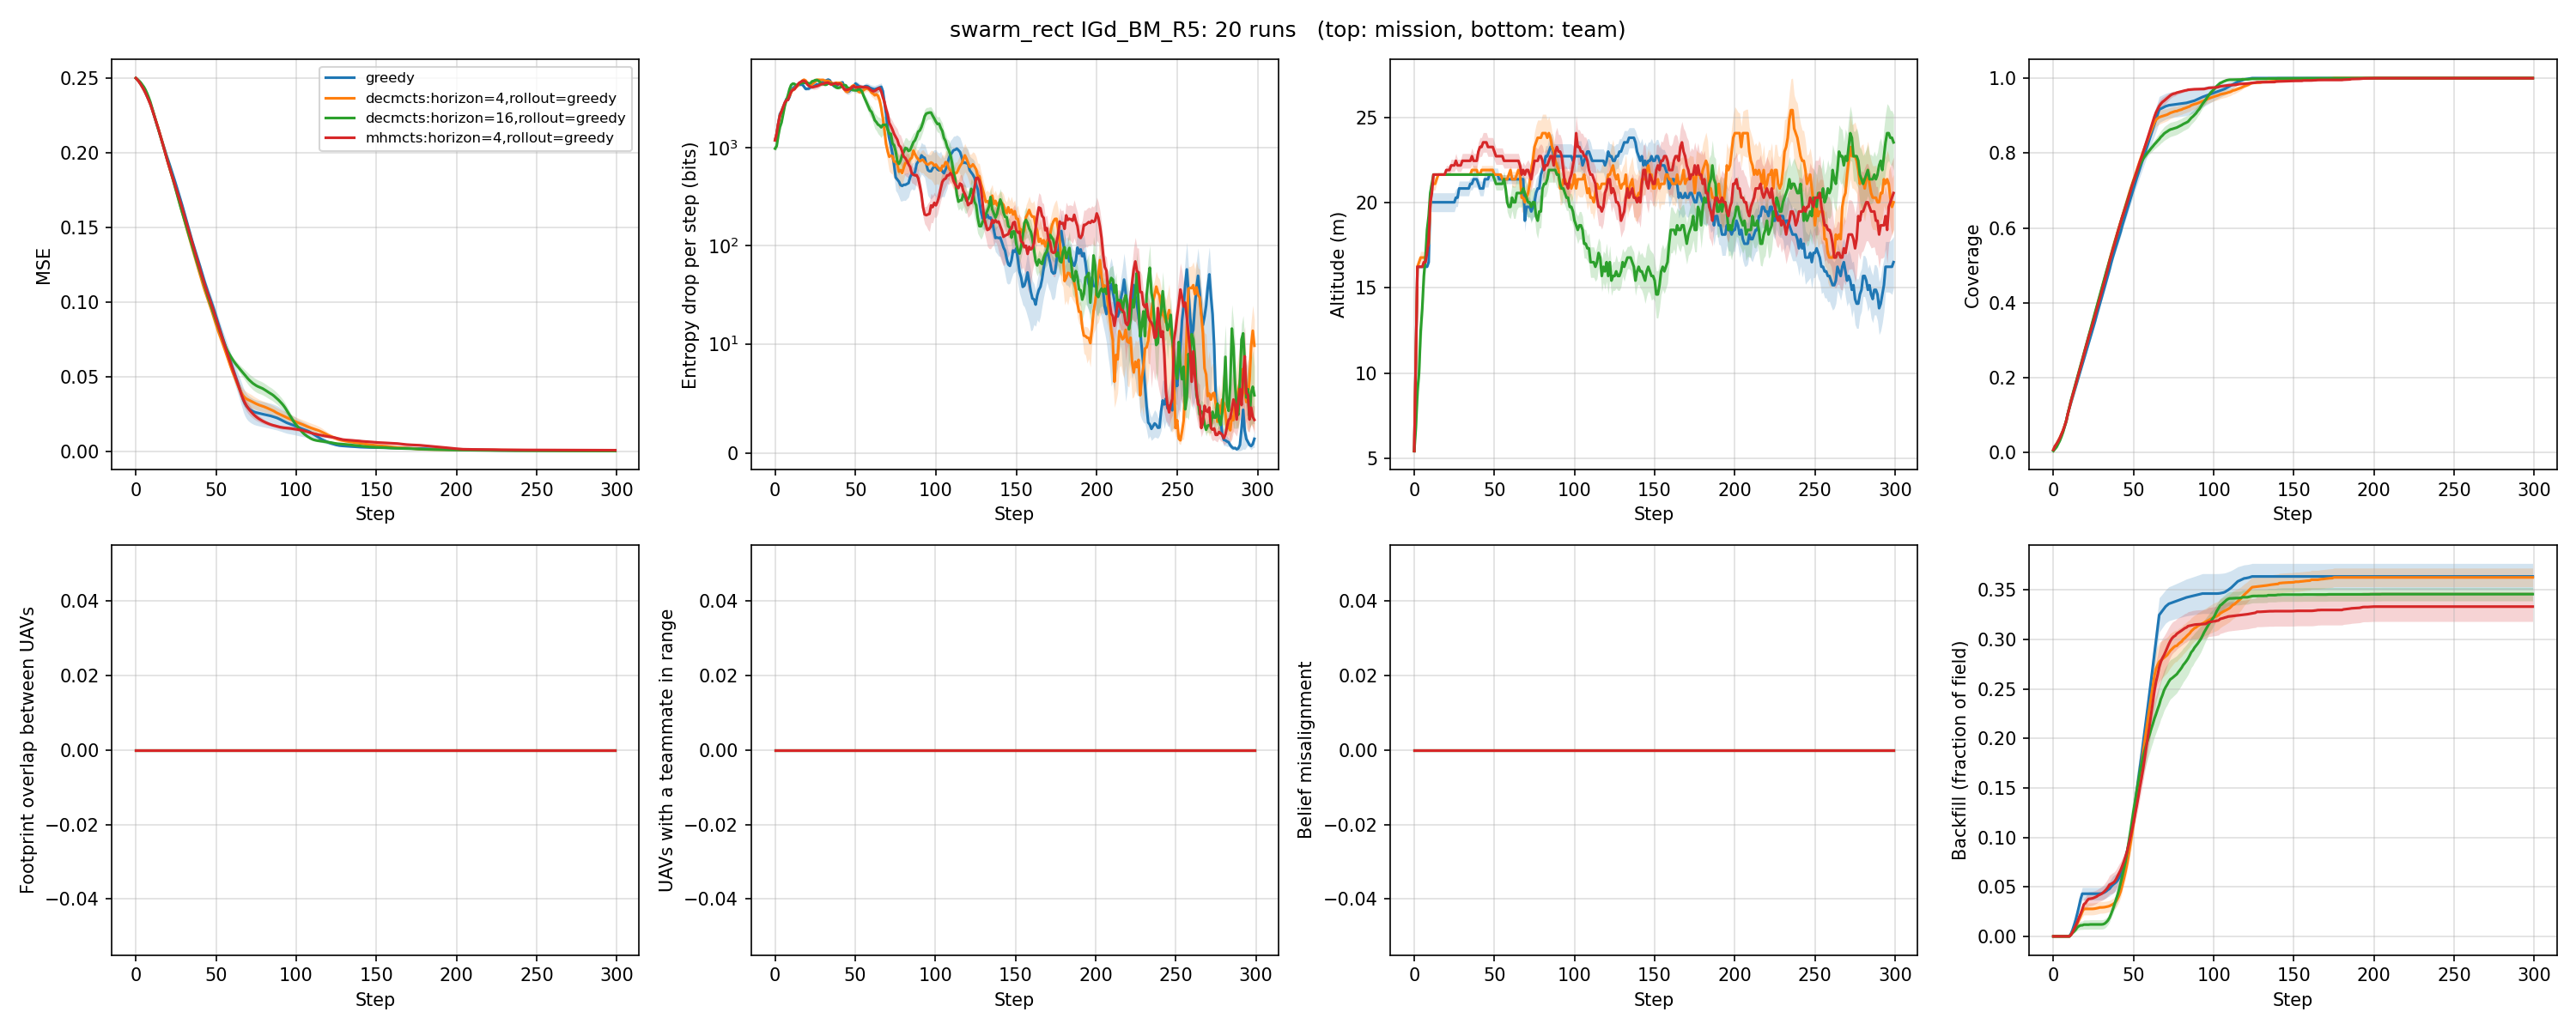 swarm_rect IGd_BM_R5: 20 runs   (top: mission, bottom: team)
greedy
decmcts:horizon=4,rollout=greedy
decmcts:horizon=16,rollout=greedy
mhmcts:horizon=4,rollout=greedy
MSE
0.25
0.20
0.15
0.10
0.05
0.00
0 50 100 150 200 250 300
Step
Entropy drop per step (bits)
10³
10²
10¹
0
0 50 100 150 200 250 300
Step
Altitude (m)
25
20
15
10
5
0 50 100 150 200 250 300
Step
Coverage
1.0
0.8
0.6
0.4
0.2
0.0
0 50 100 150 200 250 300
Step
Footprint overlap between UAVs
0.04
0.02
0.00
−0.02
−0.04
0 50 100 150 200 250 300
Step
UAVs with a teammate in range
0.04
0.02
0.00
−0.02
−0.04
0 50 100 150 200 250 300
Step
Belief misalignment
0.04
0.02
0.00
−0.02
−0.04
0 50 100 150 200 250 300
Step
Backfill (fraction of field)
0.35
0.30
0.25
0.20
0.15
0.10
0.05
0.00
0 50 100 150 200 250 300
Step